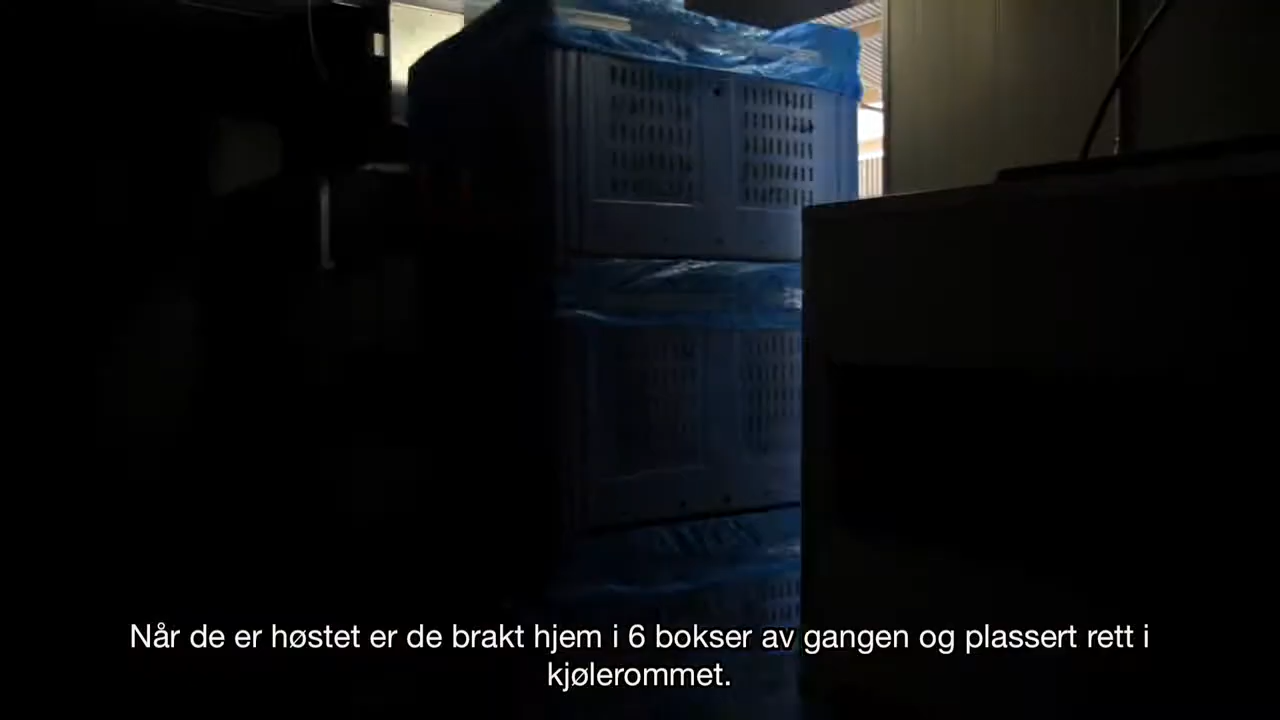 Når de er høstet er de brakt hjem i 6 bokser av gangen og plassert rett i
kjølerommet.